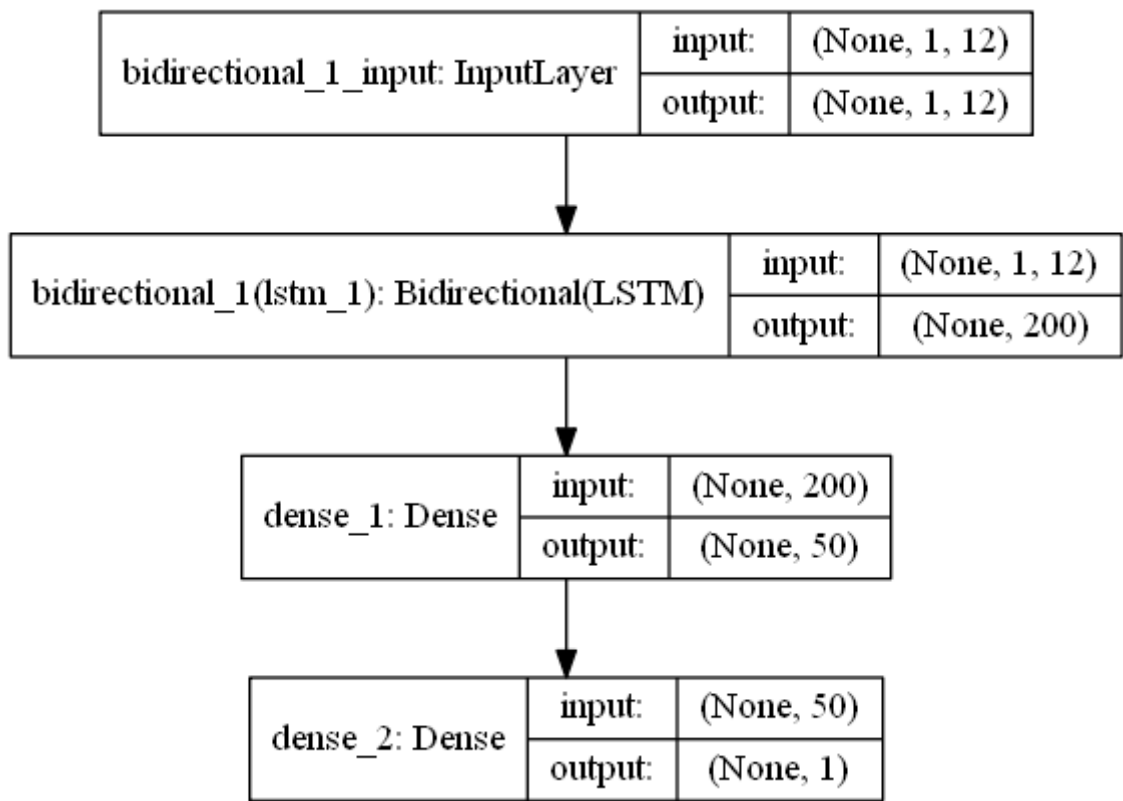 bidirectional_1_input: InputLayer
input: (None, 1, 12)
output: (None, 1, 12)
bidirectional_1(lstm_1): Bidirectional(LSTM)
input: (None, 1, 12)
output: (None, 200)
dense_1: Dense
input: (None, 200)
output: (None, 50)
dense_2: Dense
input: (None, 50)
output: (None, 1)